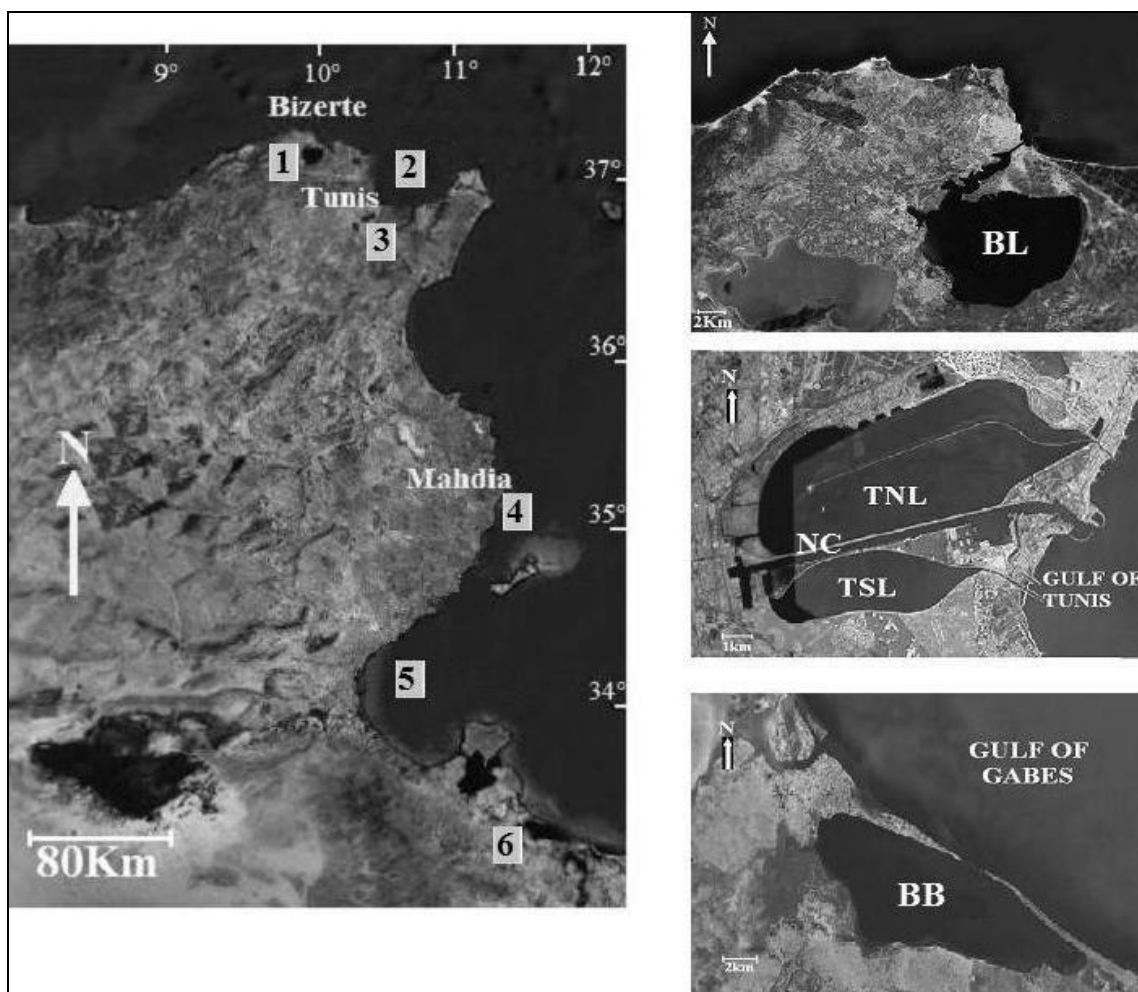 9° 10° 11° 12°
Bizerte
1
2
37°
Tunis
3
36°
N
Mahdia
4
35°
5
34°
80Km
6
N
BL
2Km
N
TNL
NC
TSL
GULF OF
TUNIS
1km
N
GULF OF
GABES
BB
2km